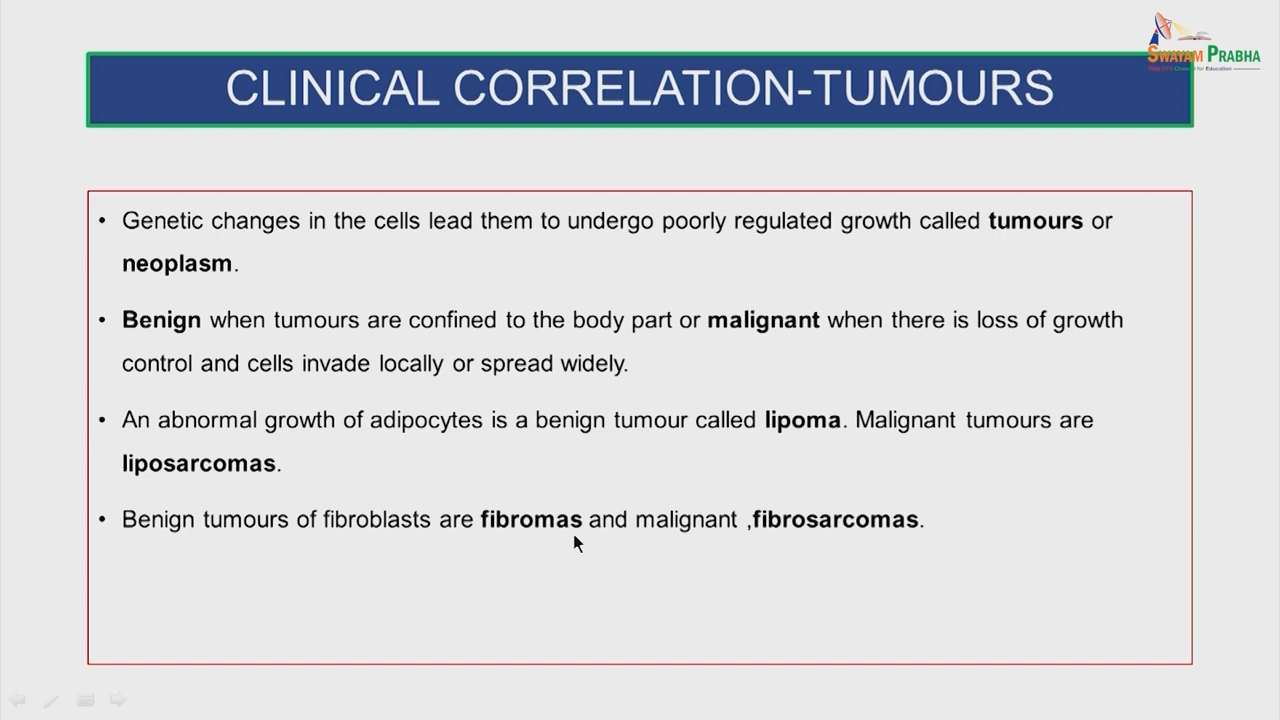 SWAYAM PRABHA
CLINICAL CORRELATION-TUMOURS
• Genetic changes in the cells lead them to undergo poorly regulated growth called tumours or
neoplasm.
• Benign when tumours are confined to the body part or malignant when there is loss of growth
control and cells invade locally or spread widely.
• An abnormal growth of adipocytes is a benign tumour called lipoma. Malignant tumours are
liposarcomas.
• Benign tumours of fibroblasts are fibromas and malignant ,fibrosarcomas.